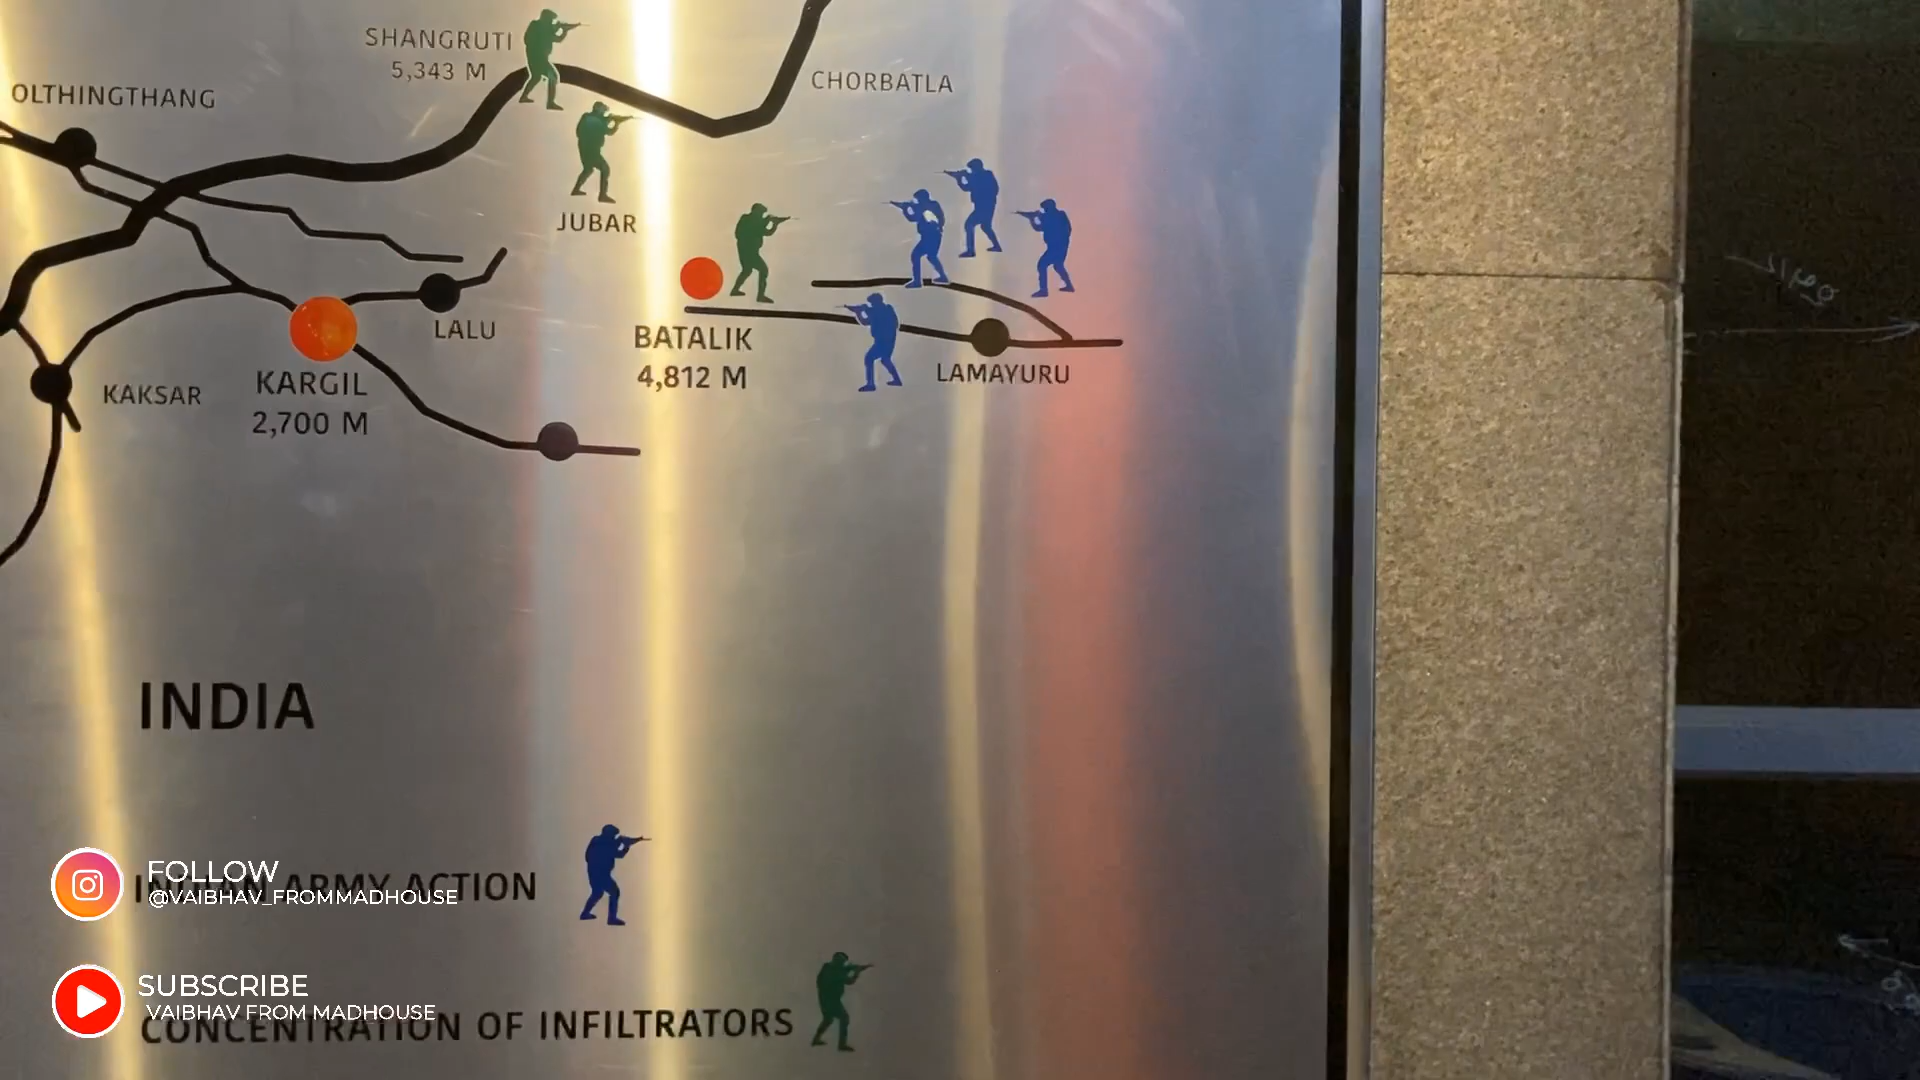 SHANGRUTI
5,343 M
OLTHINGTHANG
CHORBATLA
JUBAR
LALU
BATALIK
4,812 M
LAMAYURU
KAKSAR
KARGIL
2,700 M
INDIA
INDIAN ARMY ACTION
FOLLOW
@VAIBHAV_FROMMADHOUSE
SUBSCRIBE
VAIBHAV FROM MADHOUSE
CONCENTRATION OF INFILTRATORS